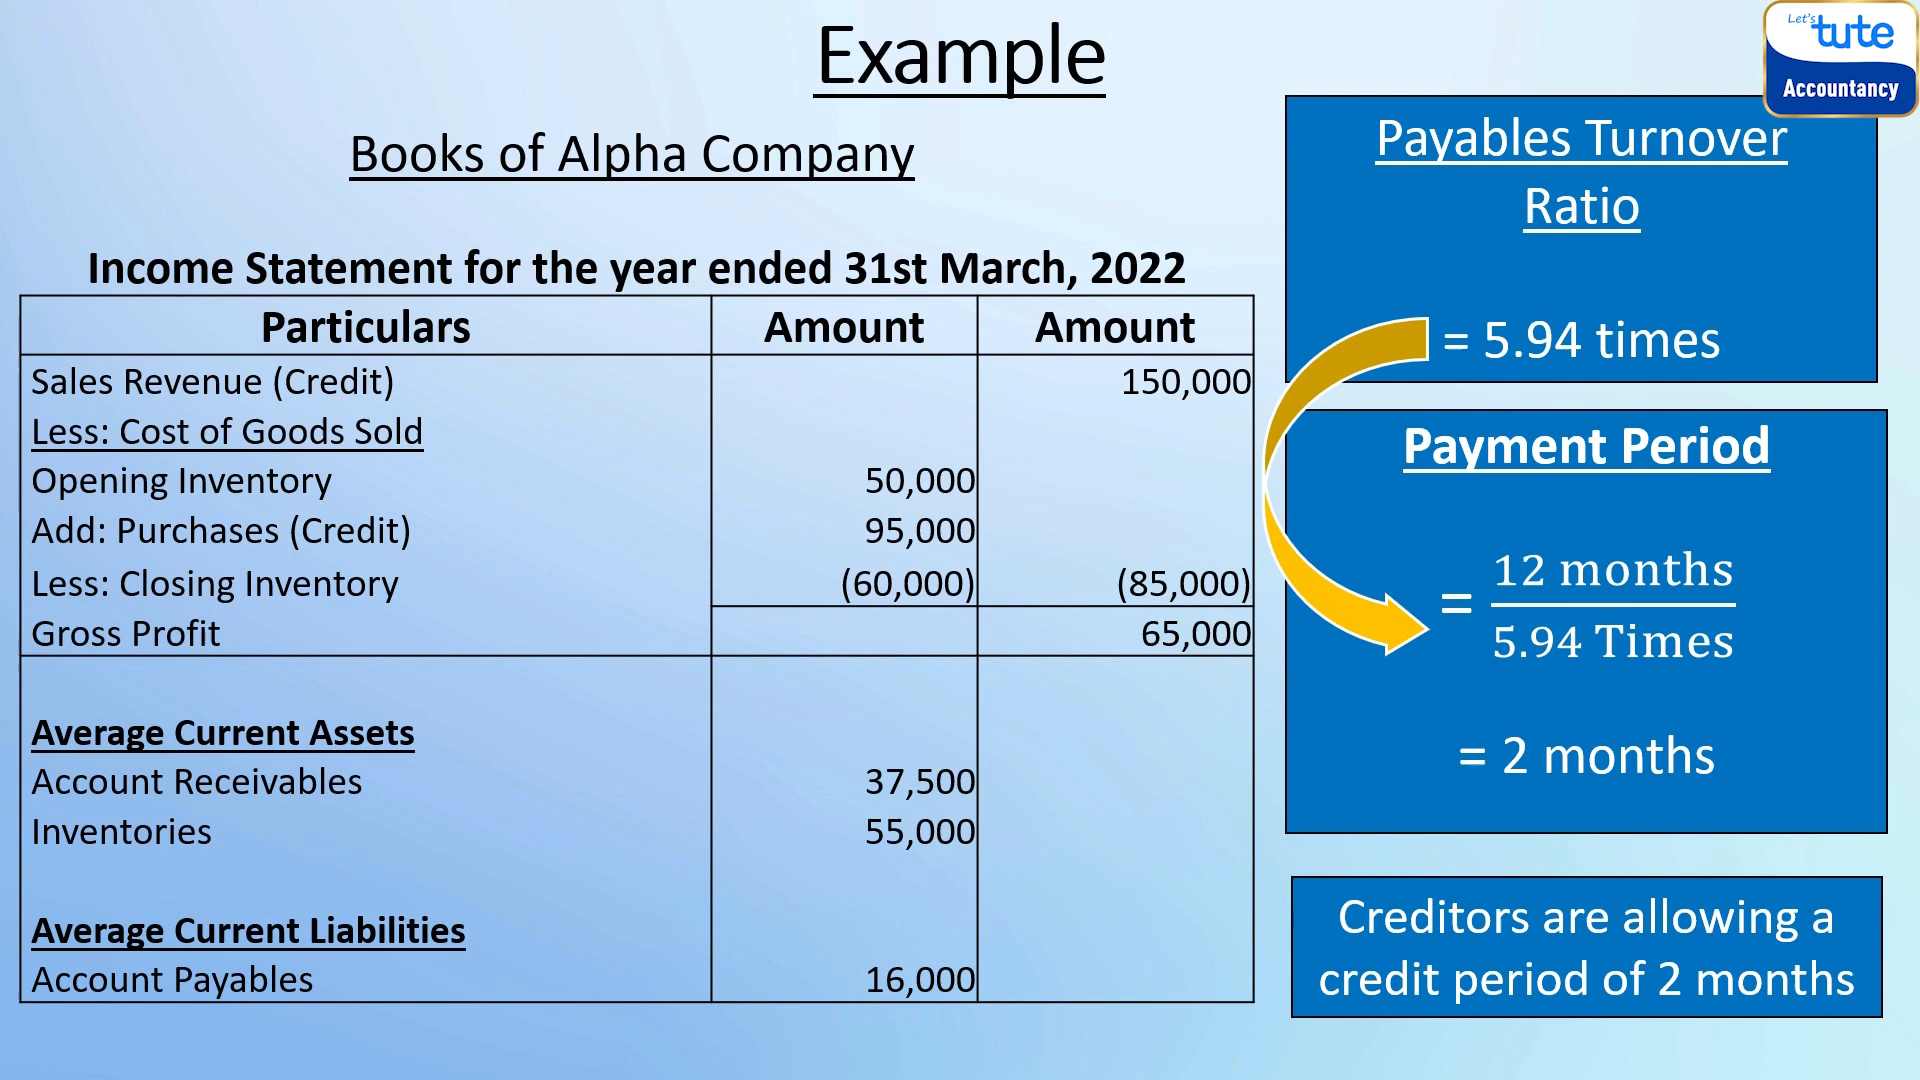 Example
Let's
tute
Accountancy
Books of Alpha Company
Income Statement for the year ended 31st March, 2022
Particulars Amount Amount
Sales Revenue (Credit) 150,000
Less: Cost of Goods Sold
Opening Inventory 50,000
Add: Purchases (Credit) 95,000
Less: Closing Inventory (60,000) (85,000)
Gross Profit 65,000
Average Current Assets
Account Receivables 37,500
Inventories 55,000
Average Current Liabilities
Account Payables 16,000
Payables Turnover
Ratio
= 5.94 times
Payment Period
= 12 months
5.94 Times
= 2 months
Creditors are allowing a
credit period of 2 months